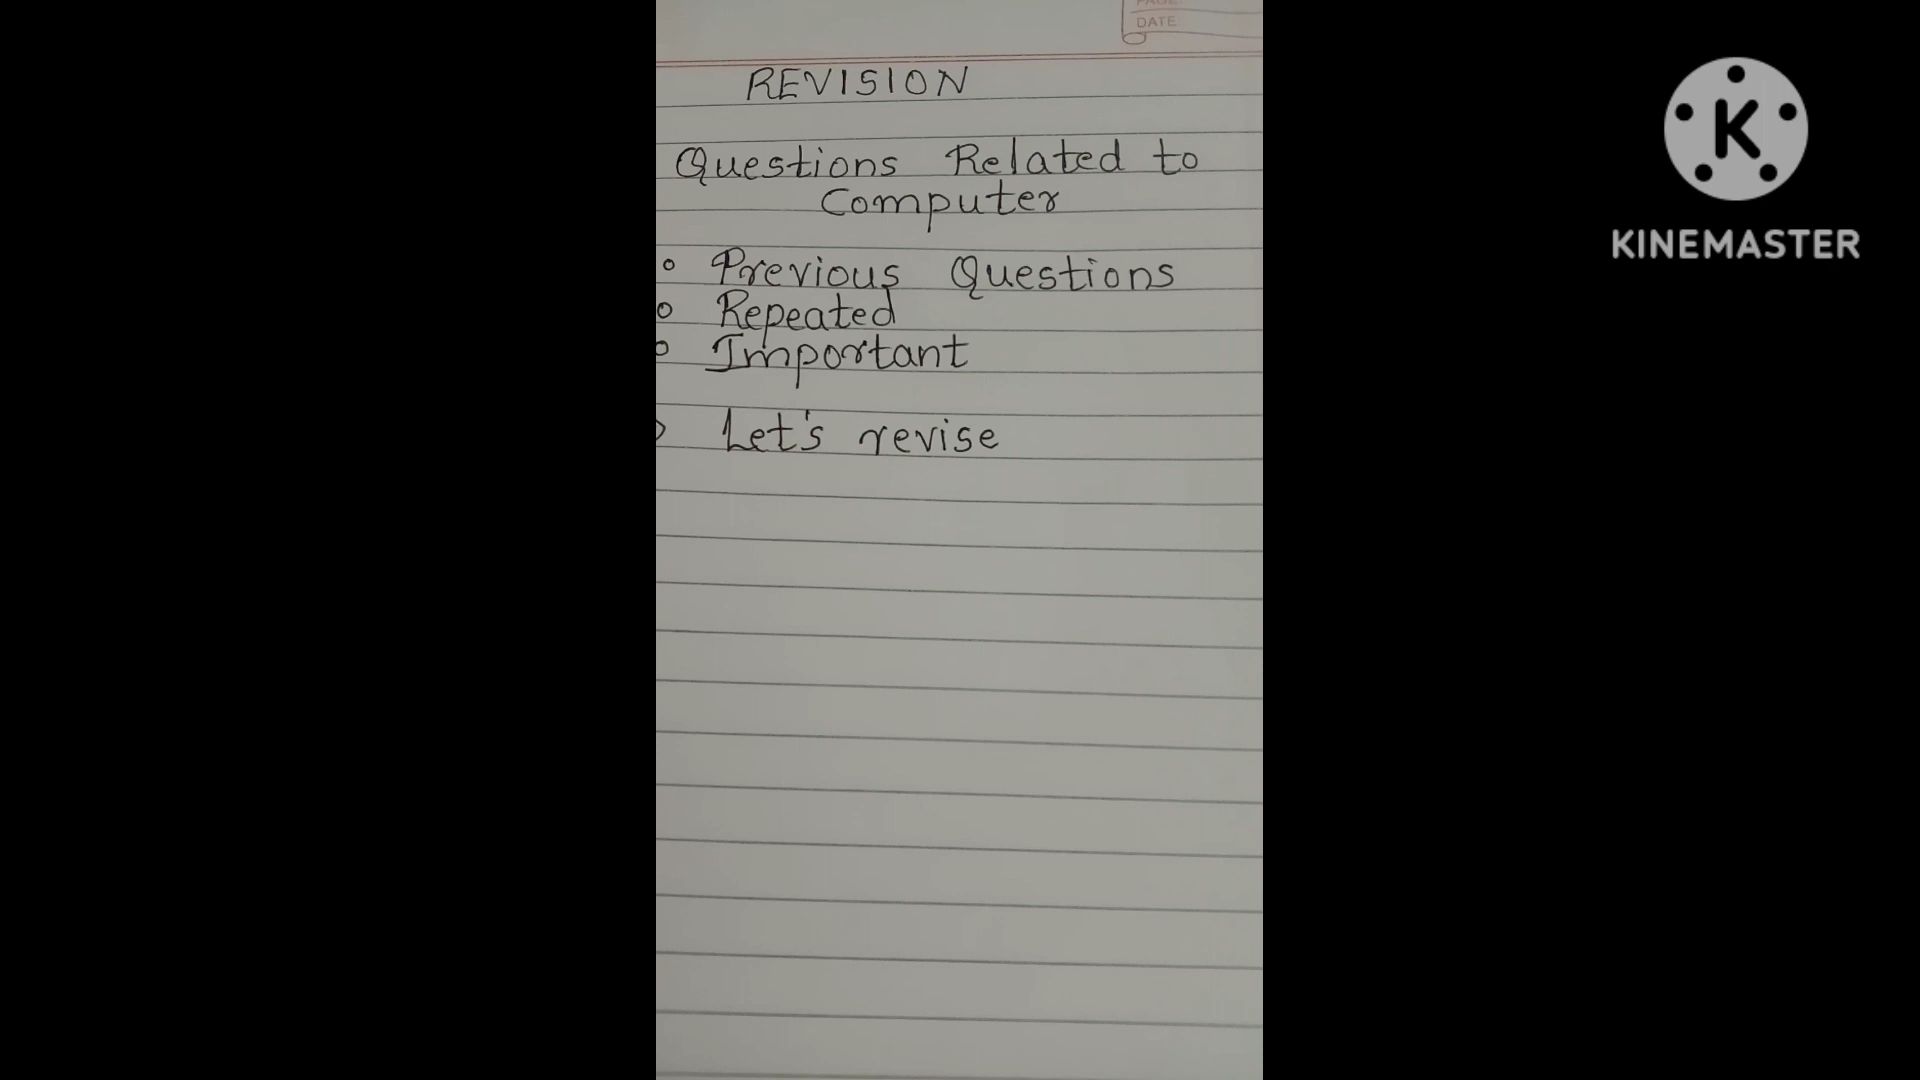 DATE
REVISION
Questions Related to
Computer
Previous Questions
Repeated
Important
Let's revise
K
KINEMASTER